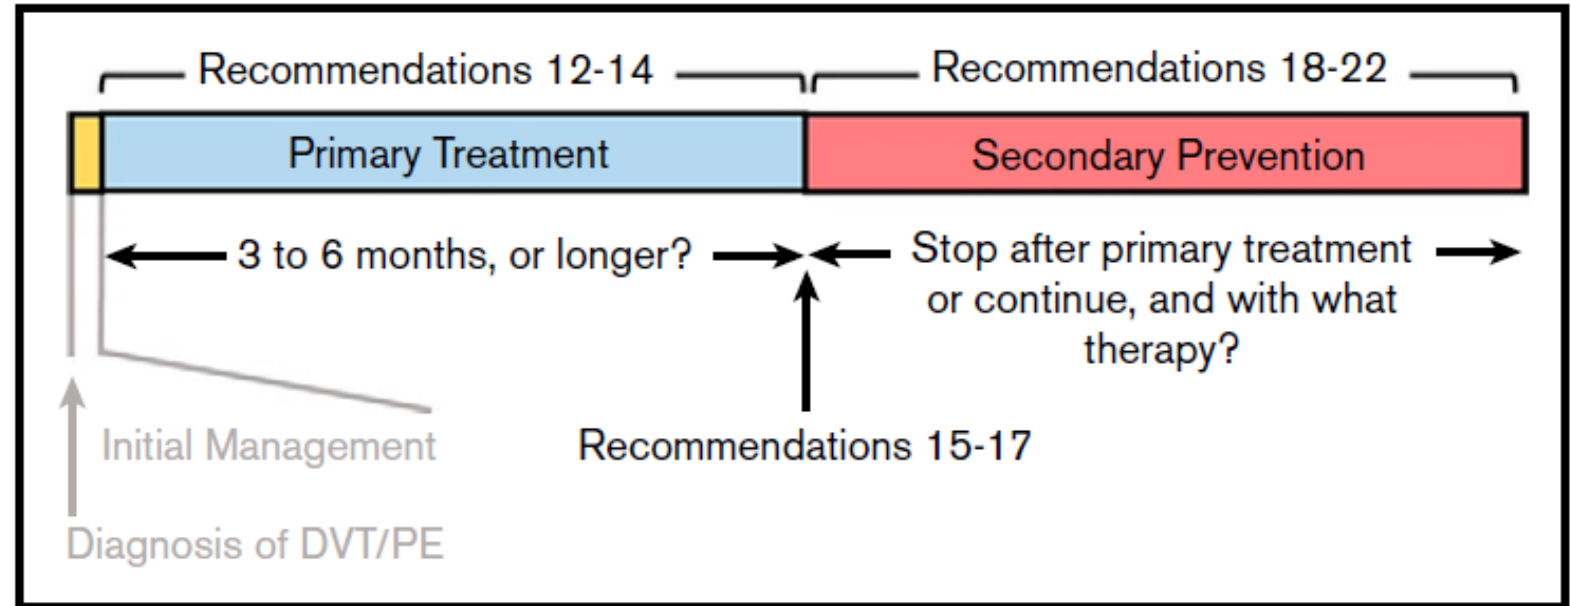 Recommendations 12-14
Recommendations 18-22
Primary Treatment
Secondary Prevention
3 to 6 months, or longer?
Stop after primary treatment
or continue, and with what
therapy?
Initial Management
Recommendations 15-17
Diagnosis of DVT/PE